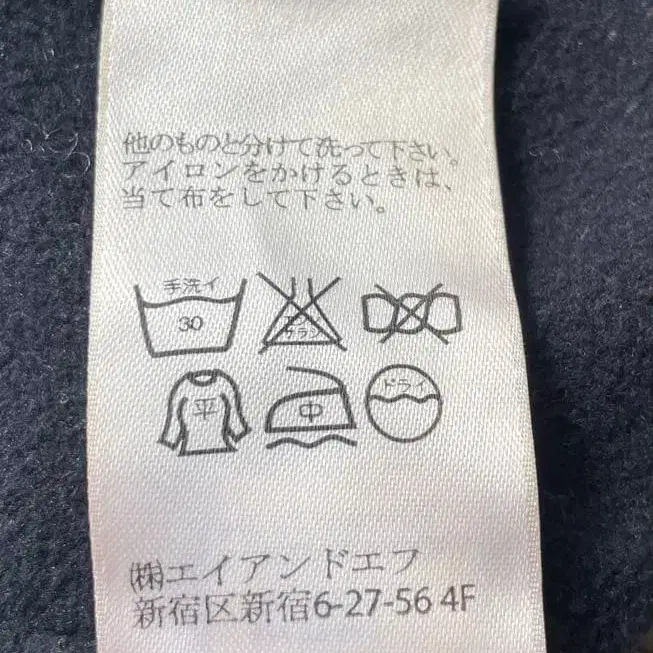 他のものと分けて洗って下さい。
アイロンをかけるときは、
当て布をして下さい。
手洗イ
30
エンソ
サラシ
平
中
ドライ
㈱エイアンドエフ
新宿区新宿6-27-56 4F